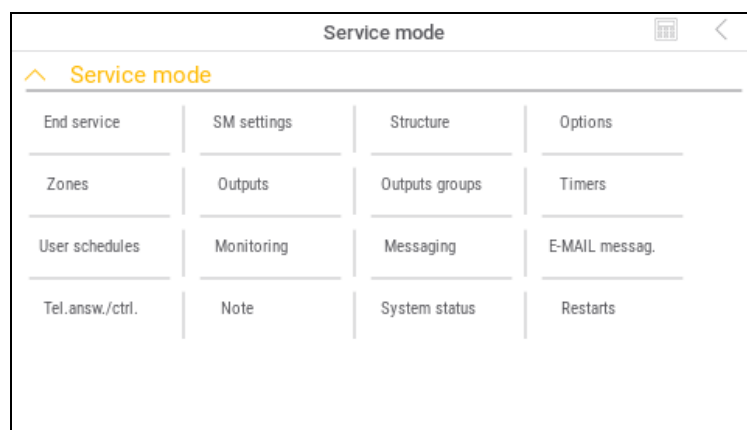 Service mode
Service mode
End service SM settings Structure Options
Zones Outputs Outputs groups Timers
User schedules Monitoring Messaging E-MAIL messag.
Tel.answ./ctrl. Note System status Restarts